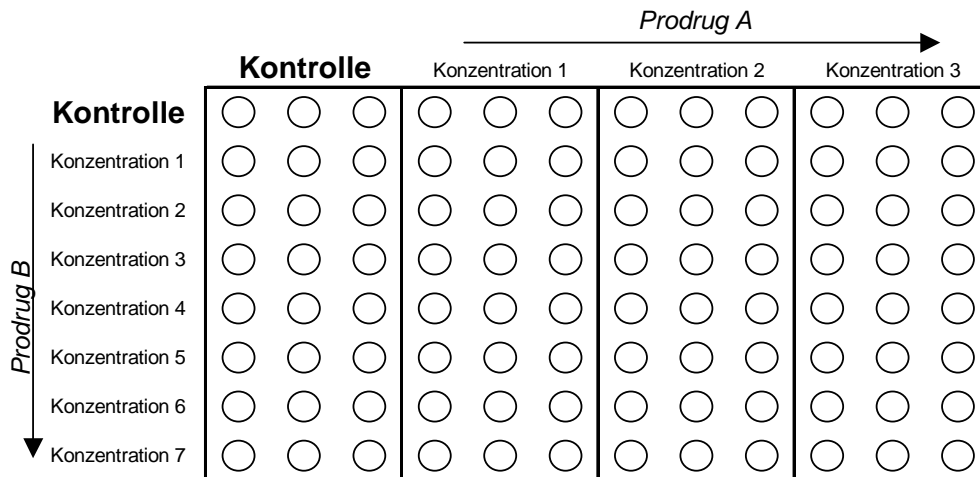 Prodrug A
Kontrolle Konzentration 1 Konzentration 2 Konzentration 3
Kontrolle
Konzentration 1
Konzentration 2
Konzentration 3
Konzentration 4
Konzentration 5
Konzentration 6
Konzentration 7
Prodrug B